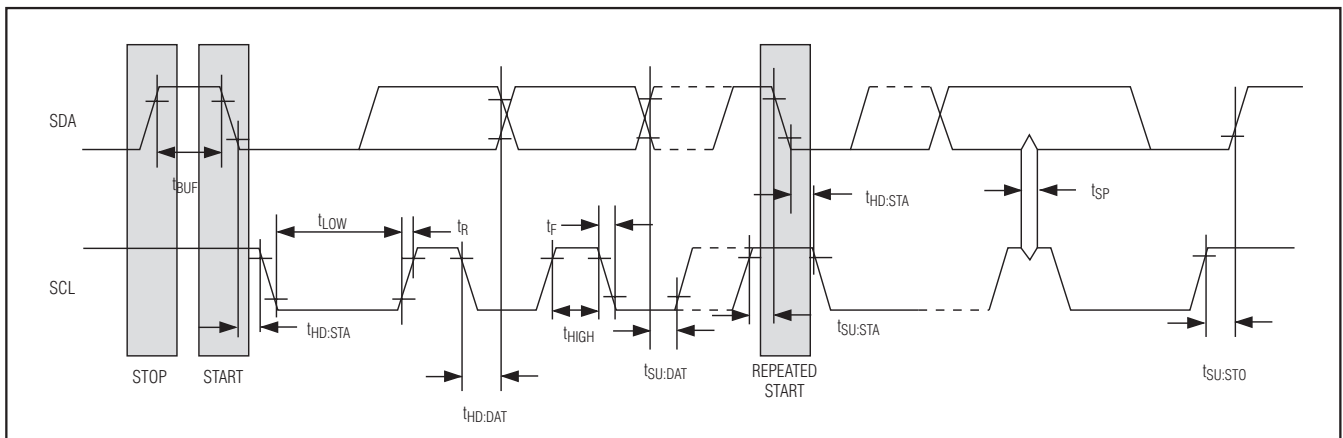 SDA
tBUF
tLOW
tR
tF
tHD:STA
tSP
SCL
tHD:STA
tHIGH
tSU:STA
STOP
START
tSU:DAT
REPEATED
START
tSU:STO
tHD:DAT